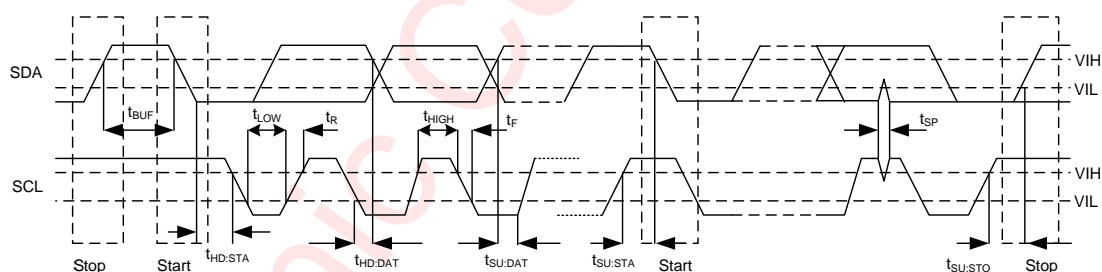 SDA
VIH
VIL
tBUF
tLOW
tR
tHIGH
tF
tSP
SCL
VIH
VIL
tHD:STA
tHD:DAT
tSU:DAT
tSU:STA
tSU:STO
Stop
Start
Start
Stop